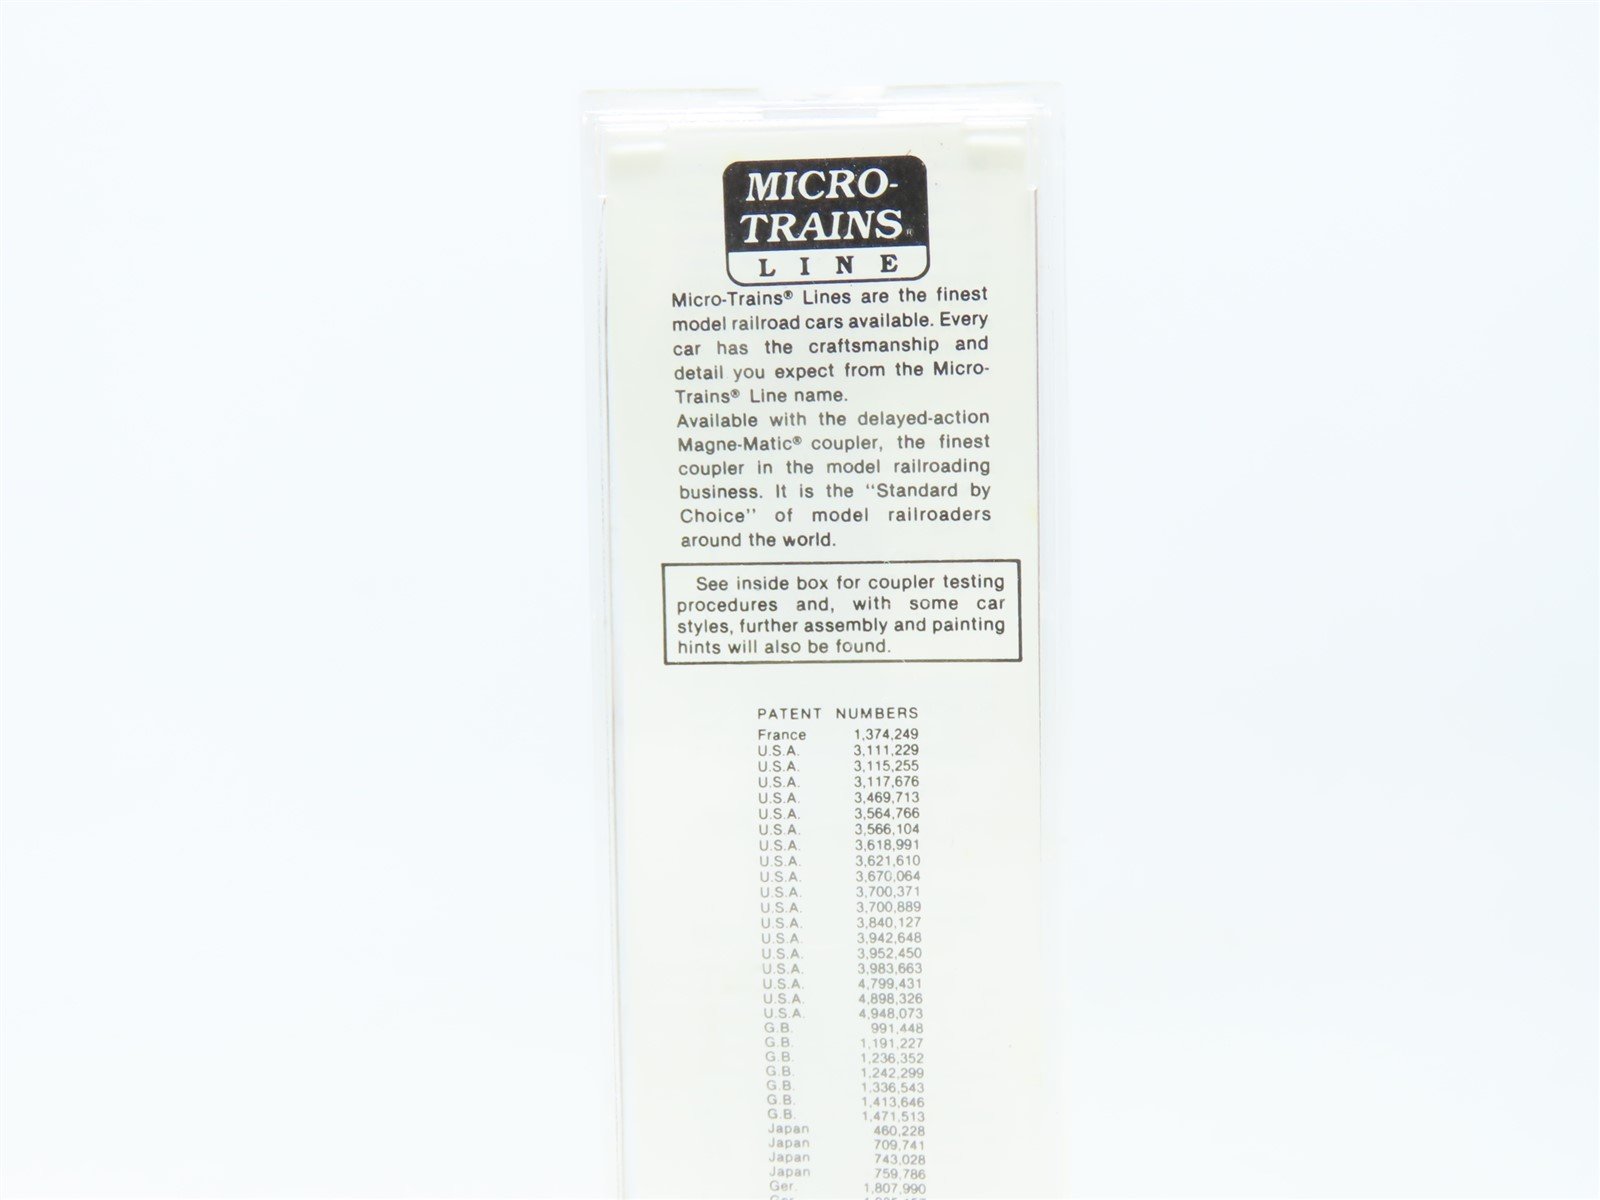 MICRO-
TRAINS®
LINE
Micro-Trains® Lines are the finest
model railroad cars available. Every
car has the craftsmanship and
detail you expect from the Micro-
Trains® Line name.
Available with the delayed-action
Magne-Matic® coupler, the finest
coupler in the model railroading
business. It is the "Standard by
Choice" of model railroaders
around the world.
See inside box for coupler testing
procedures and, with some car
styles, further assembly and painting
hints will also be found.
PATENT NUMBERS
France 1,374,249
U.S.A. 3,111,229
U.S.A. 3,115,255
U.S.A. 3,117,676
U.S.A. 3,469,713
U.S.A. 3,564,766
U.S.A. 3,566,104
U.S.A. 3,618,991
U.S.A. 3,621,610
U.S.A. 3,670,064
U.S.A. 3,700,371
U.S.A. 3,700,889
U.S.A. 3,840,127
U.S.A. 3,942,648
U.S.A. 3,952,450
U.S.A. 3,983,663
U.S.A. 4,799,431
U.S.A. 4,898,326
U.S.A. 4,948,073
G.B. 991,448
G.B. 1,191,227
G.B. 1,236,352
G.B. 1,242,299
G.B. 1,336,543
G.B. 1,413,646
G.B. 1,471,513
Japan 460,228
Japan 709,741
Japan 743,028
Japan 759,786
Ger. 1,807,990